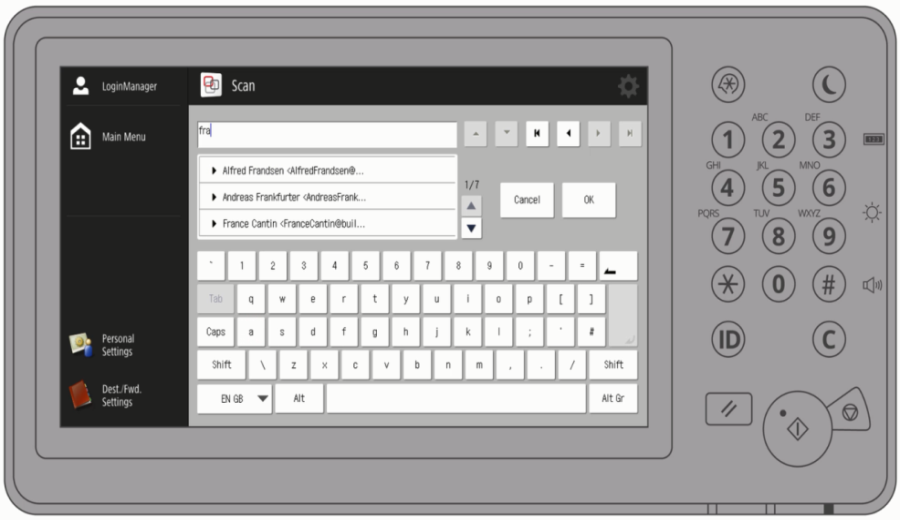 LoginManager
Scan
Main Menu
fra
Alfred Frandsen <AlfredFrandsen@...
Andreas Frankfurter <AndreasFrank...
France Cantin <FranceCantin@buil...
1/7
Cancel
OK
` 1 2 3 4 5 6 7 8 9 0 - =
Tab q w e r t y u i o p [ ]
Caps a s d f g h j k l ; ' #
Shift \ z x c v b n m , . / Shift
EN GB Alt Alt Gr
Personal
Settings
Dest./Fwd.
Settings
ABC DEF
1 2 3
GHI JKL MNO
4 5 6
PQRS TUV WXYZ
7 8 9
* 0 #
ID C